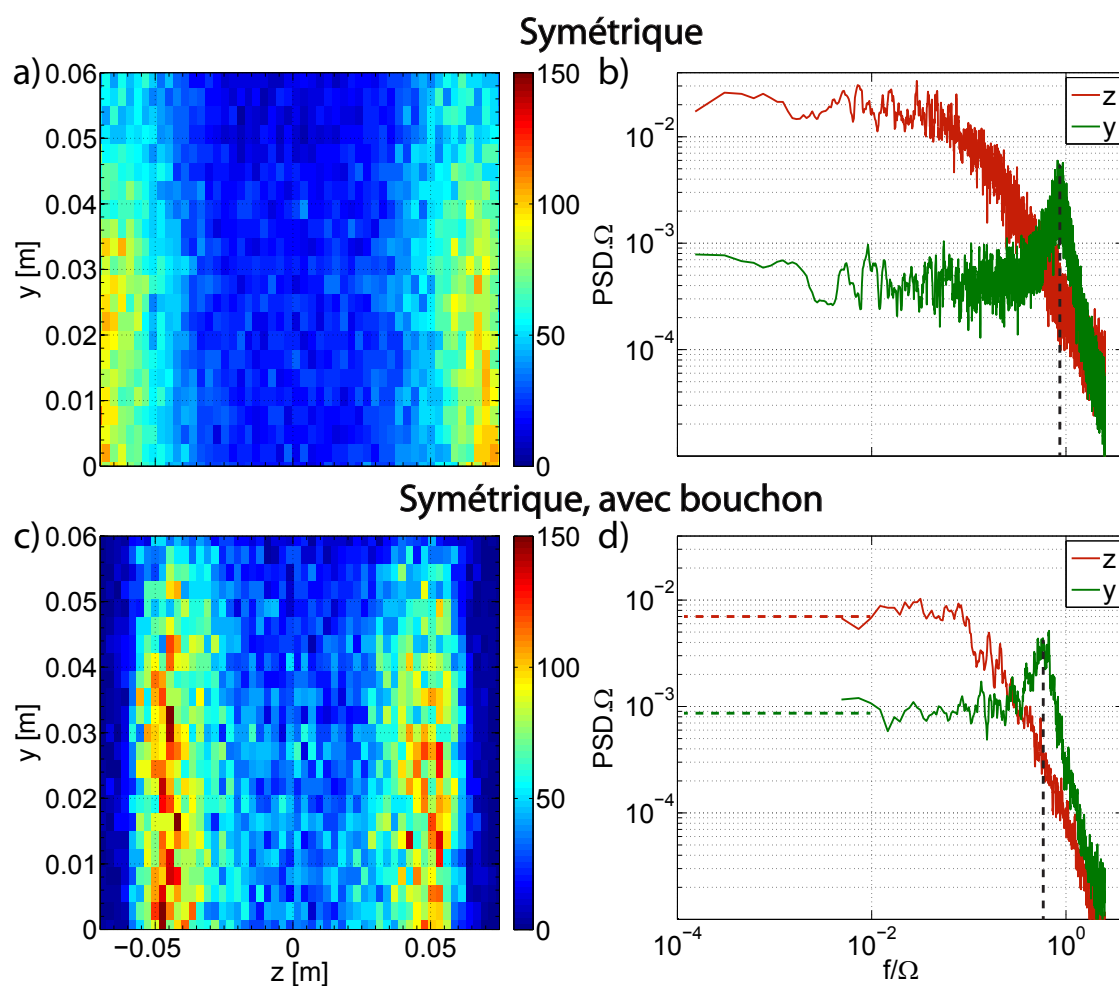 Symétrique
a)
0.06
0.05
0.04
0.03
0.02
0.01
0
y [m]
150
100
50
0
b)
10⁻²
10⁻³
10⁻⁴
PSD.Ω
z
y
Symétrique, avec bouchon
c)
0.06
0.05
0.04
0.03
0.02
0.01
0
y [m]
−0.05
0
0.05
z [m]
150
100
50
0
d)
10⁻²
10⁻³
10⁻⁴
PSD.Ω
z
y
10⁻⁴
10⁻²
10⁰
f/Ω